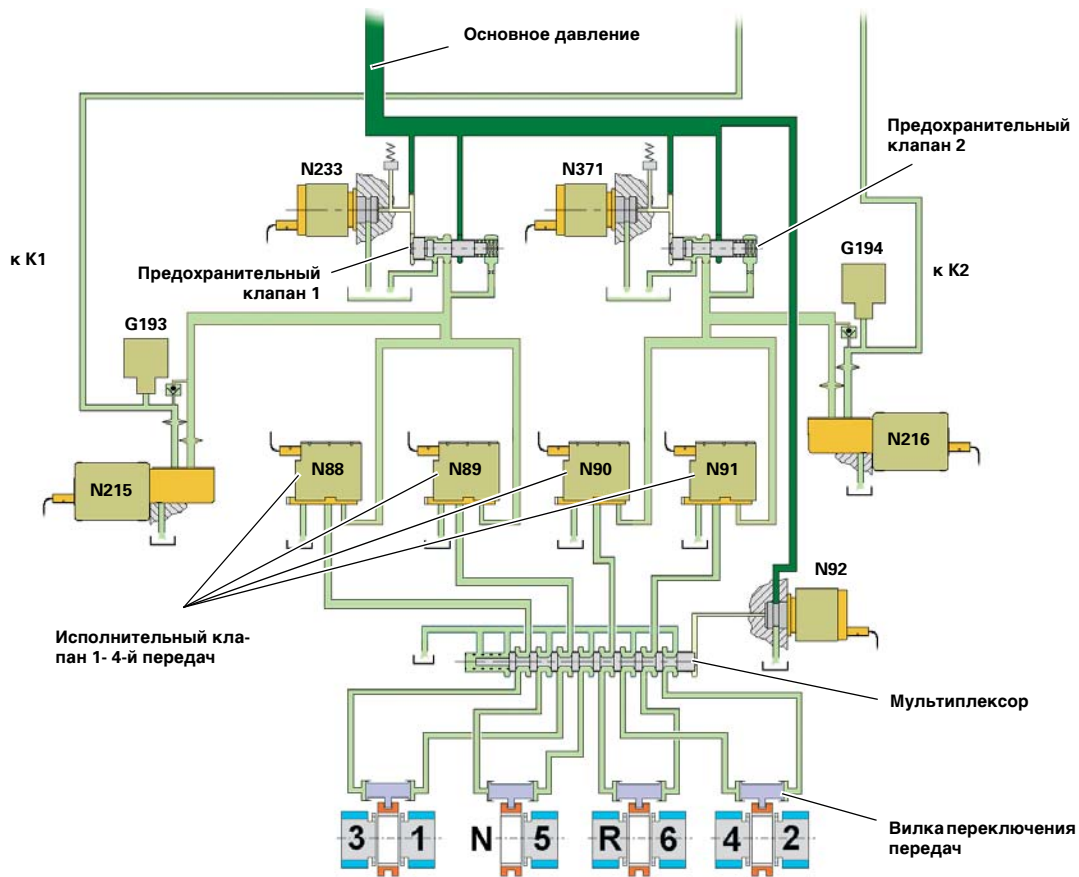 Основное давление
Предохранительный
клапан 2
N233
N371
к К1
Предохранительный
клапан 1
G194
к К2
G193
N88
N89
N90
N91
N216
N215
N92
Исполнительный кла-
пан 1- 4-й передач
Мультиплексор
3 1 N 5 R 6 4 2
Вилка переключения
передач